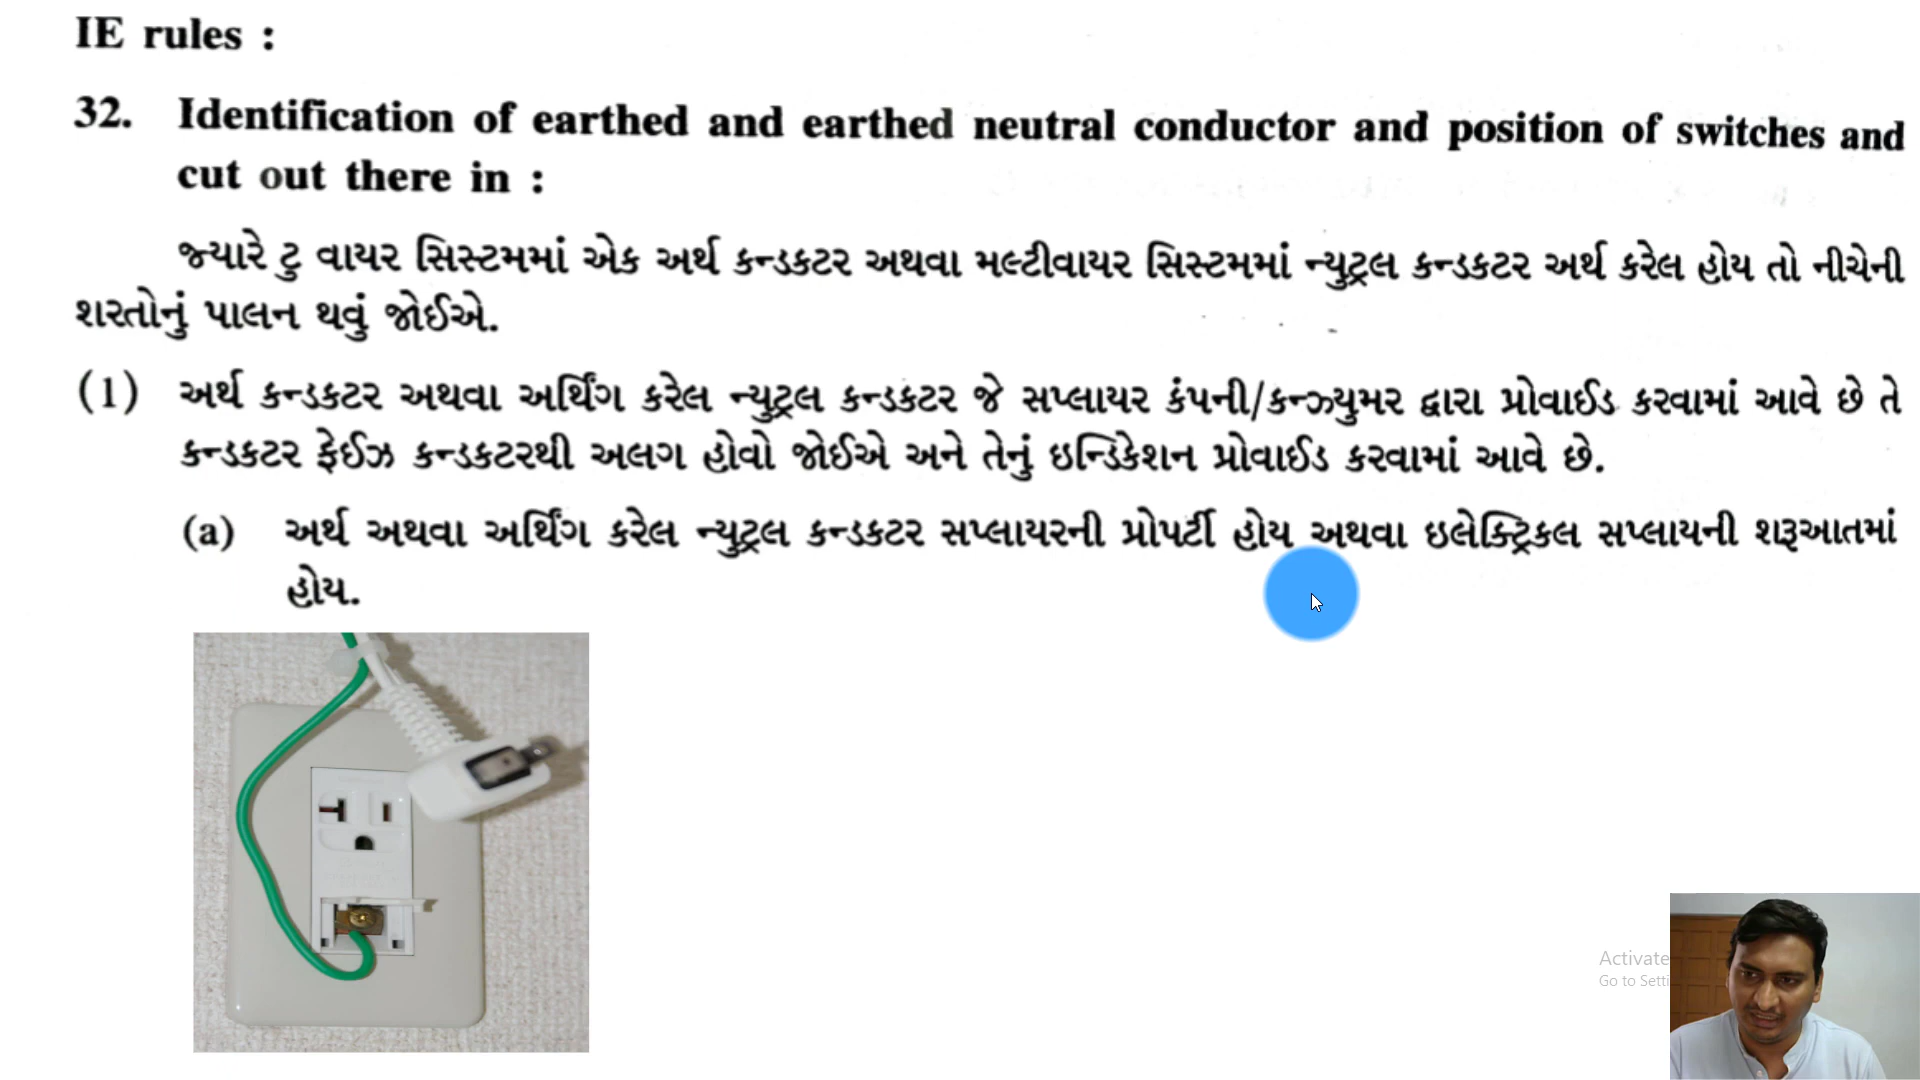 IE rules :
32. Identification of earthed and earthed neutral conductor and position of switches and
cut out there in :
જ્યારે ટુ વાયર સિસ્ટમમાં એક અર્થ કન્ડકટર અથવા મલ્ટીવાયર સિસ્ટમમાં ન્યુટ્રલ કન્ડકટર અર્થ કરેલ હોય તો નીચેની
શરતોનું પાલન થવું જોઈએ.
(1) અર્થ કન્ડકટર અથવા અર્થિંગ કરેલ ન્યુટ્રલ કન્ડકટર જે સપ્લાયર કંપની/કન્ઝ્યુમર દ્વારા પ્રોવાઈડ કરવામાં આવે છે તે
કન્ડકટર ફેઈઝ કન્ડકટરથી અલગ હોવો જોઈએ અને તેનું ઇન્ડિકેશન પ્રોવાઈડ કરવામાં આવે છે.
(a) અર્થ અથવા અર્થિંગ કરેલ ન્યુટ્રલ કન્ડકટર સપ્લાયરની પ્રોપર્ટી હોય અથવા ઇલેક્ટ્રિકલ સપ્લાયની શરૂઆતમાં
હોય.
Activate
Go to Setti